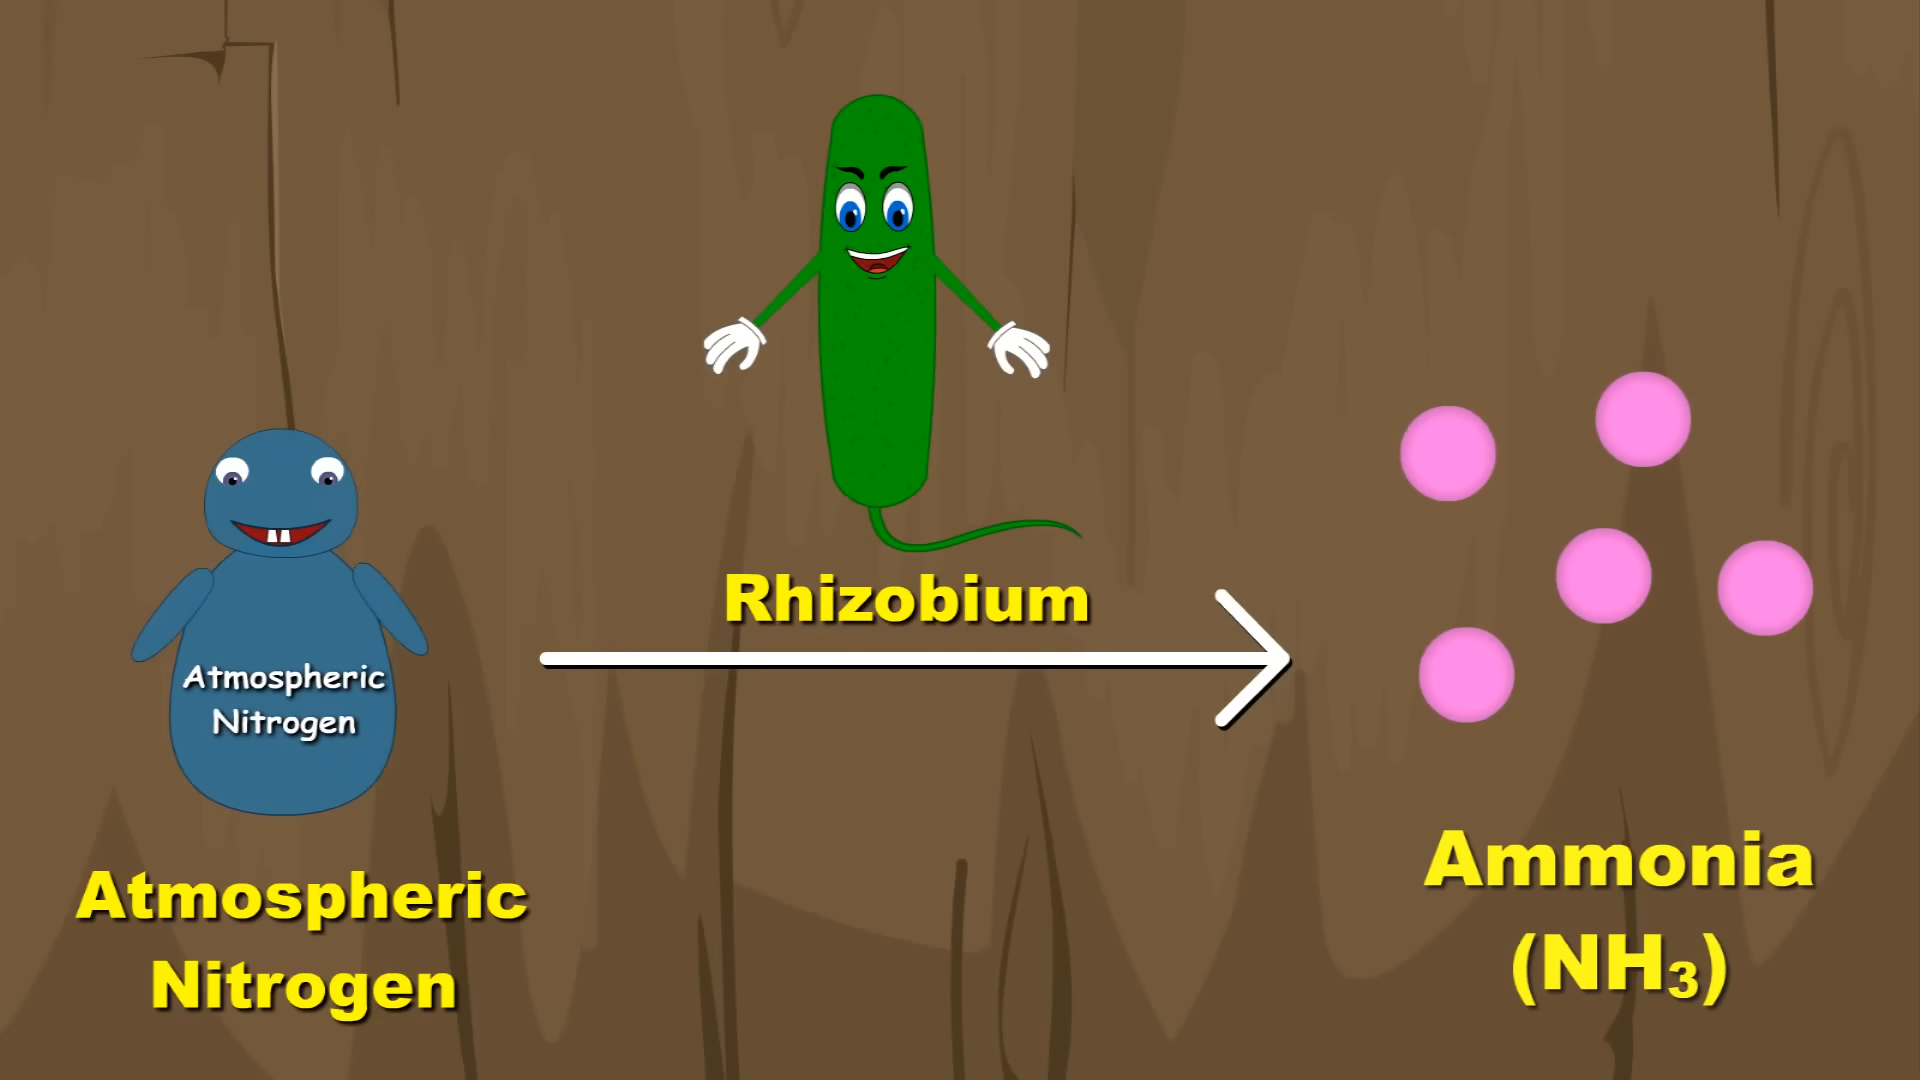 Atmospheric
Nitrogen
Rhizobium
Atmospheric
Nitrogen
Ammonia
(NH₃)